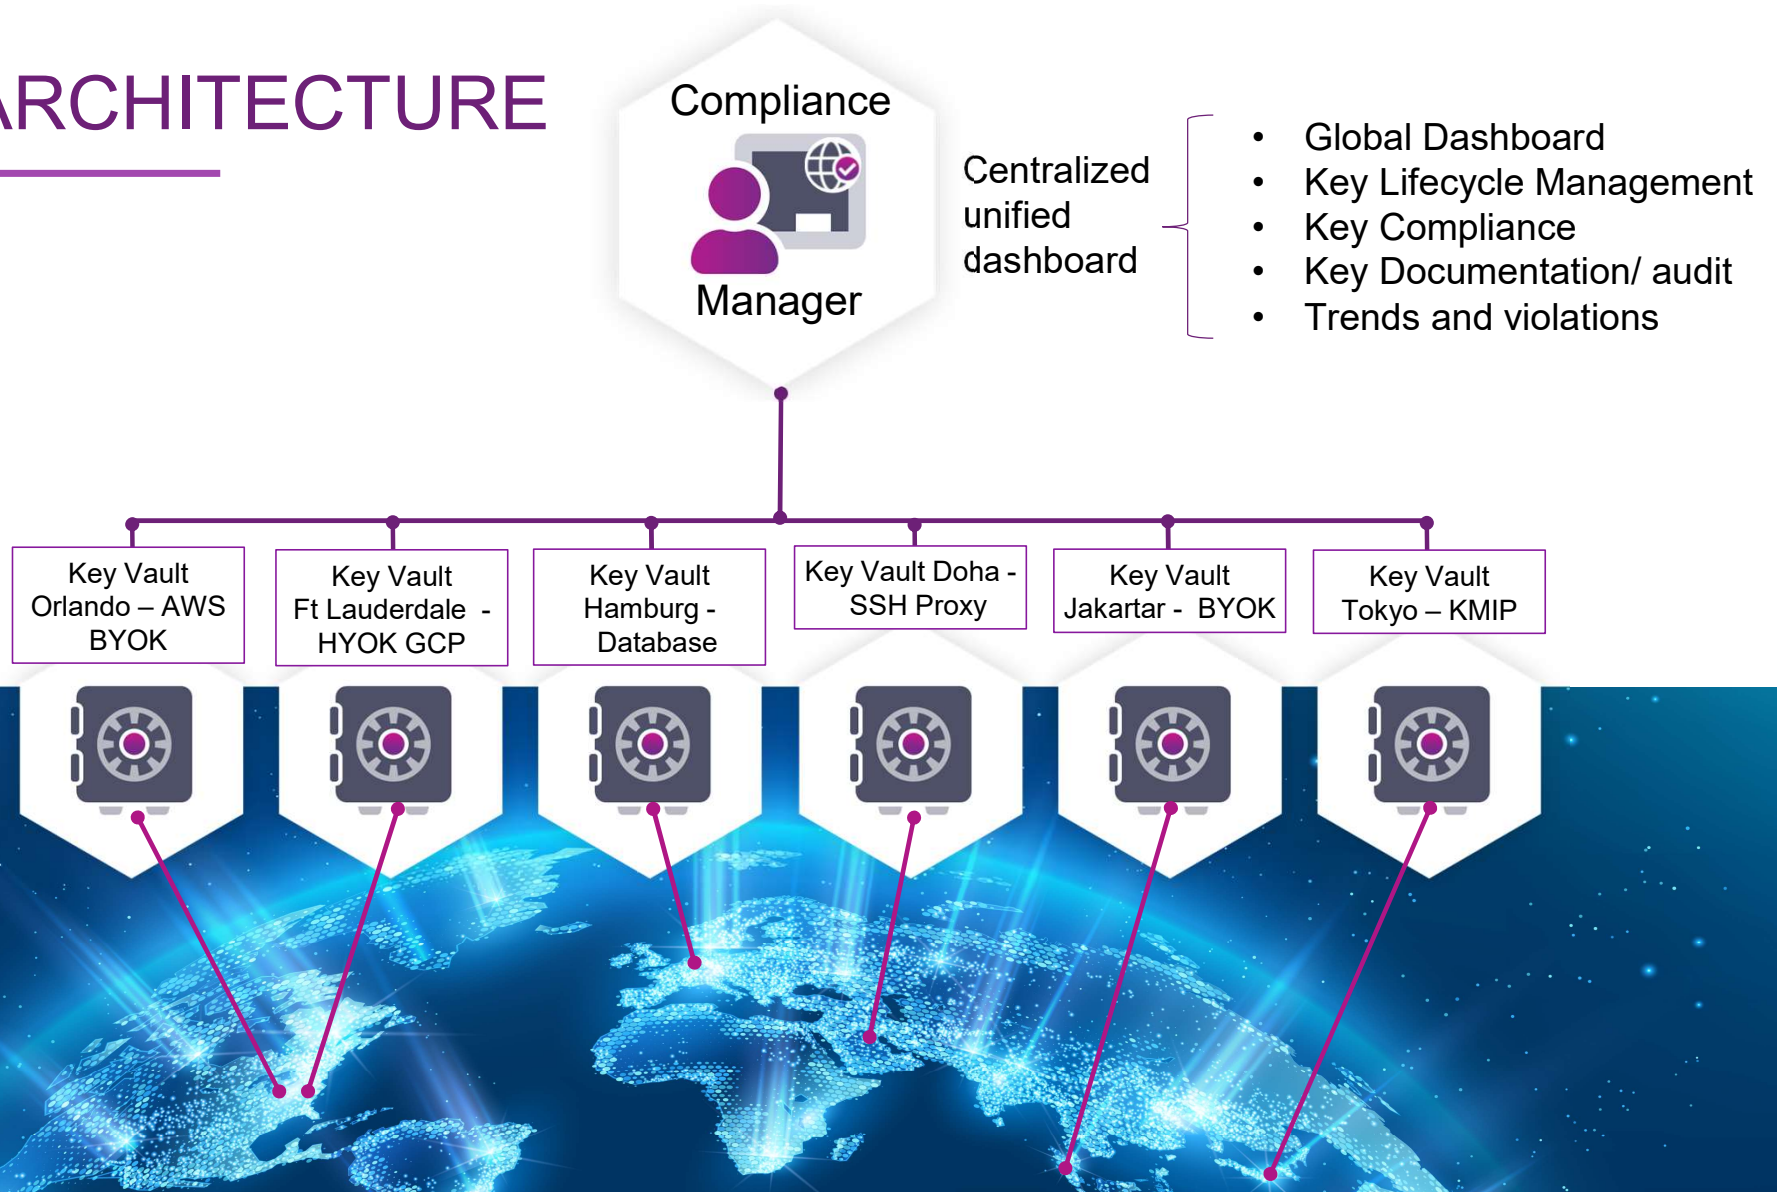 ARCHITECTURE
Compliance
Manager
Centralized
unified
dashboard
• Global Dashboard
• Key Lifecycle Management
• Key Compliance
• Key Documentation/ audit
• Trends and violations
Key Vault
Orlando – AWS
BYOK
Key Vault
Ft Lauderdale -
HYOK GCP
Key Vault
Hamburg -
Database
Key Vault Doha -
SSH Proxy
Key Vault
Jakartar - BYOK
Key Vault
Tokyo – KMIP